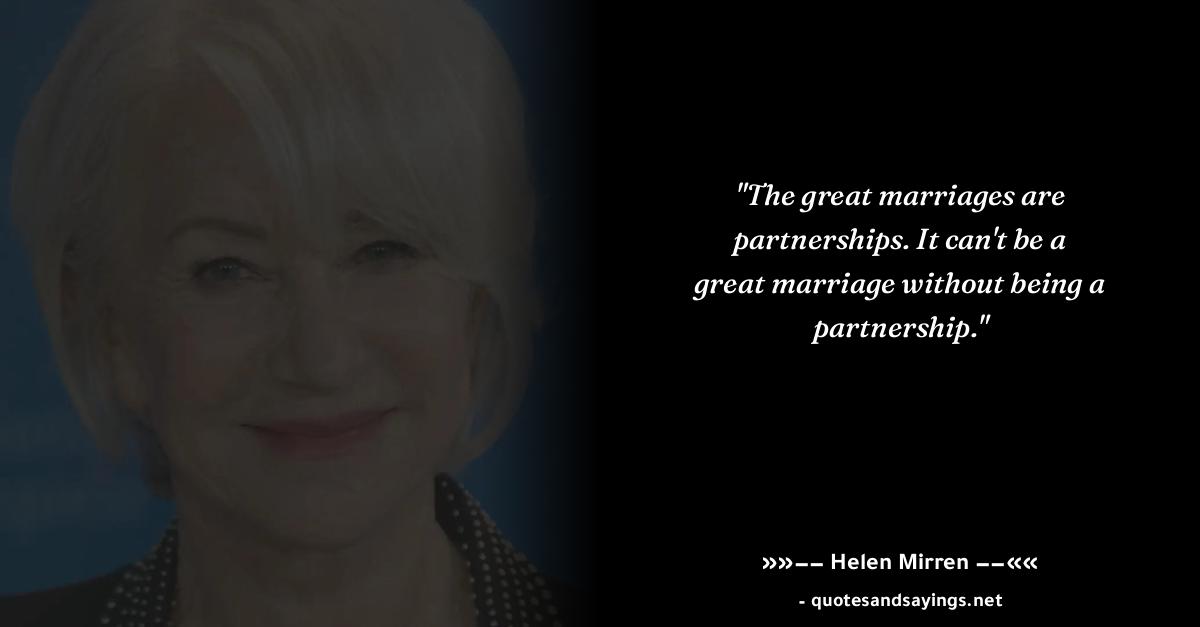 "The great marriages are
partnerships. It can't be a
great marriage without being a
partnership."
»»–– Helen Mirren ––««
- quotesandsayings.net